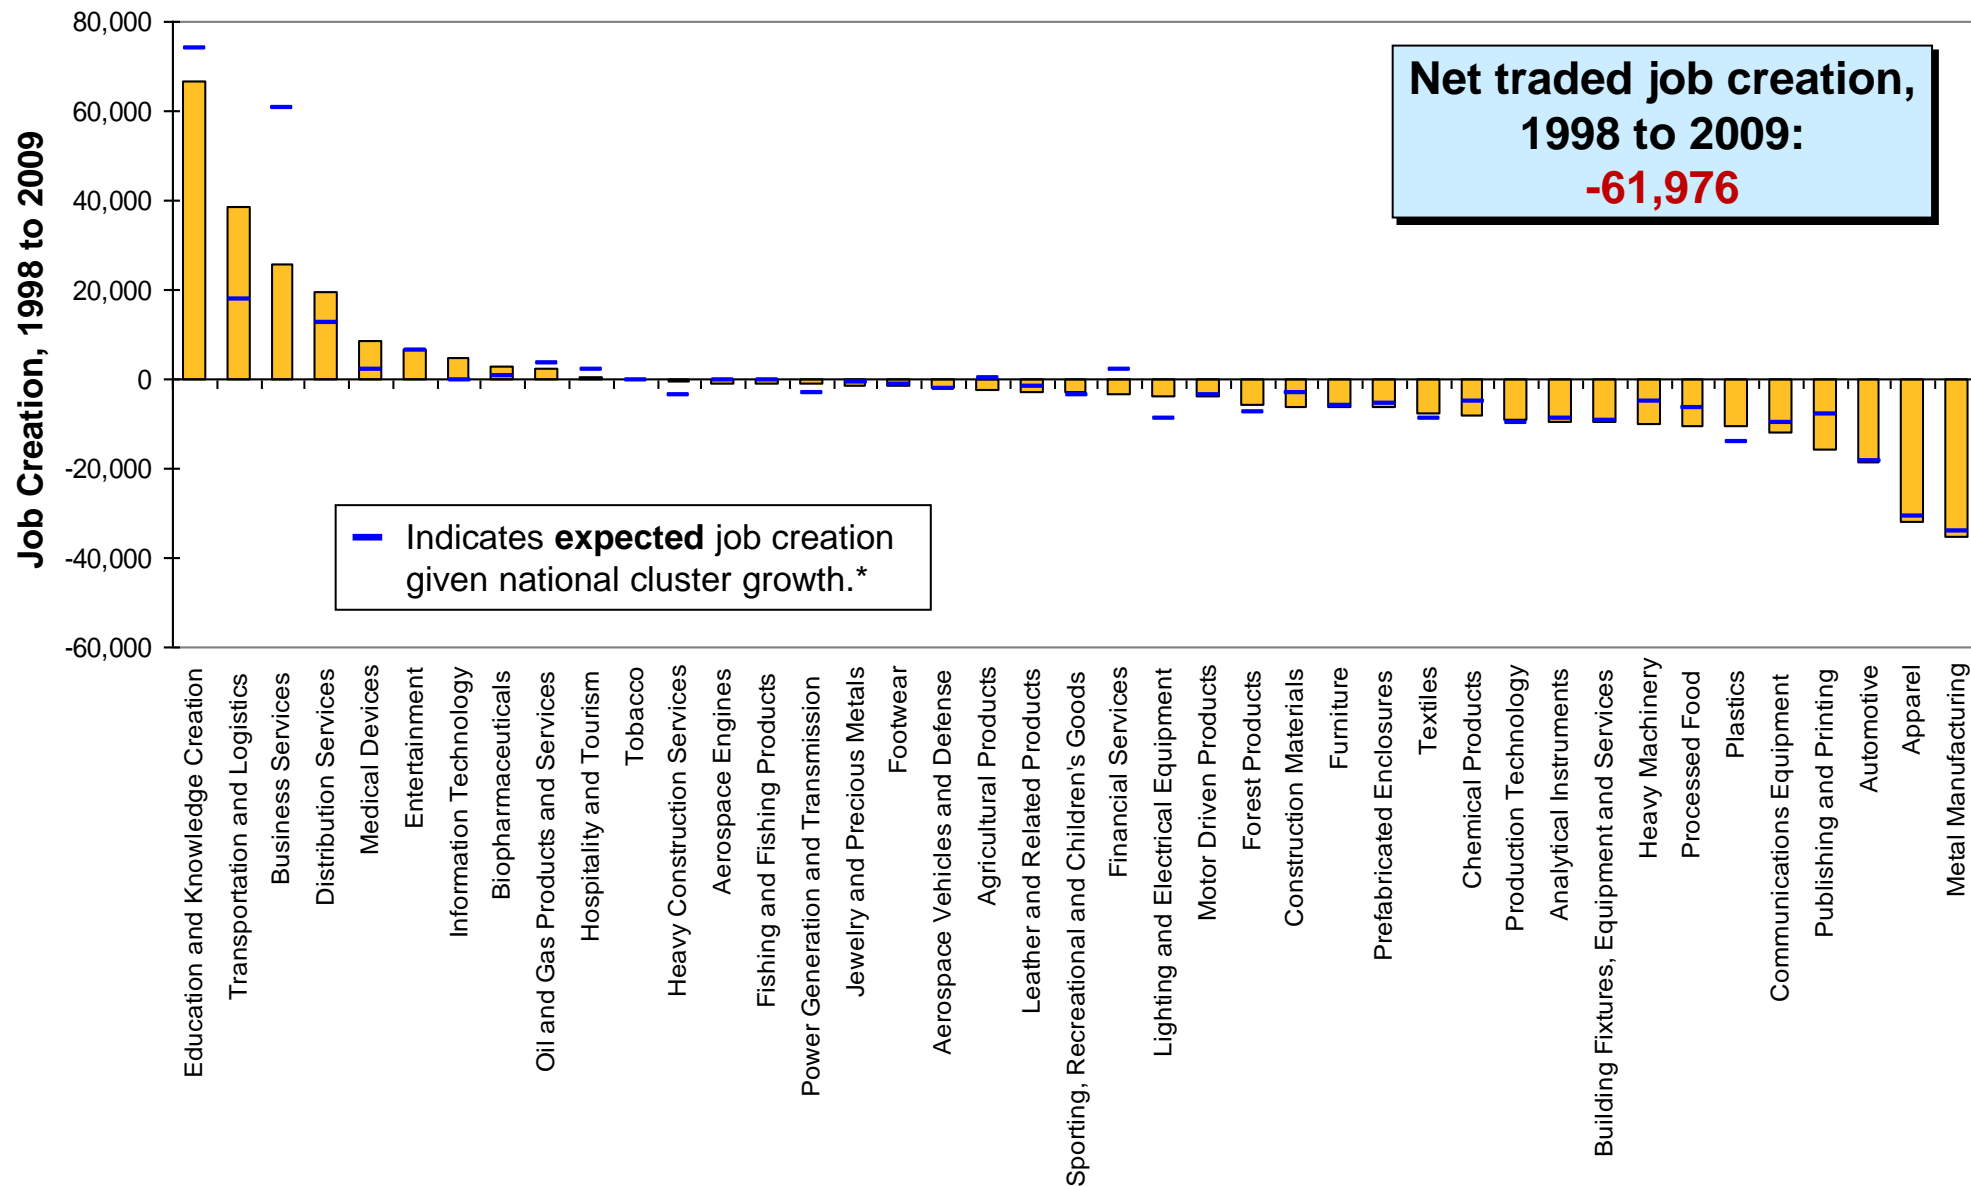 80,000
60,000
40,000
20,000
0
-20,000
-40,000
-60,000
Job Creation, 1998 to 2009
Net traded job creation,
1998 to 2009:
-61,976
Indicates expected job creation
given national cluster growth.*
Education and Knowledge Creation
Transportation and Logistics
Business Services
Distribution Services
Medical Devices
Entertainment
Information Technology
Biopharmaceuticals
Oil and Gas Products and Services
Hospitality and Tourism
Tobacco
Heavy Construction Services
Aerospace Engines
Fishing and Fishing Products
Power Generation and Transmission
Jewelry and Precious Metals
Footwear
Aerospace Vehicles and Defense
Agricultural Products
Leather and Related Products
Sporting, Recreational and Children's Goods
Financial Services
Lighting and Electrical Equipment
Motor Driven Products
Forest Products
Construction Materials
Furniture
Prefabricated Enclosures
Textiles
Chemical Products
Production Technology
Analytical Instruments
Building Fixtures, Equipment and Services
Heavy Machinery
Processed Food
Plastics
Communications Equipment
Publishing and Printing
Automotive
Apparel
Metal Manufacturing